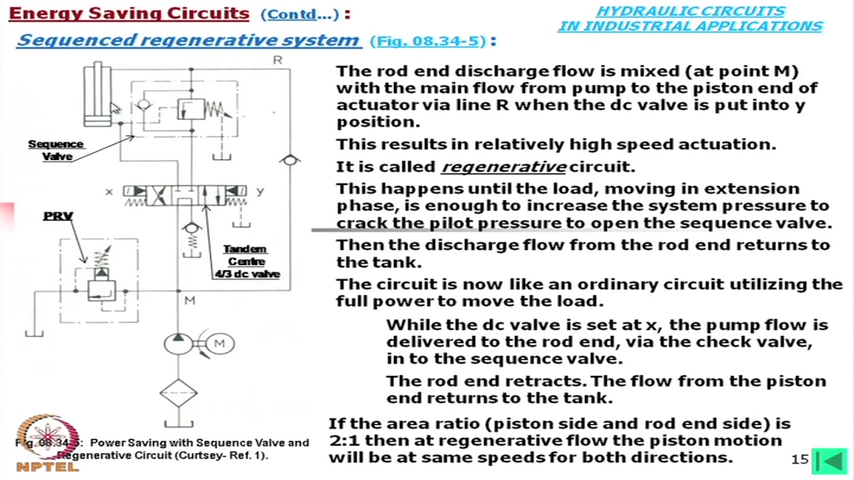 Energy Saving Circuits (Contd...) :
HYDRAULIC CIRCUITS
IN INDUSTRIAL APPLICATIONS
Sequenced regenerative system (Fig. 08.34-5) :
R
Sequence
Valve
x
y
PRV
Tandem
Centre
4/3 dc valve
M
M
Fig. 08.34-5: Power Saving with Sequence Valve and
Regenerative Circuit (Curtsey- Ref. 1).
NPTEL
The rod end discharge flow is mixed (at point M)
with the main flow from pump to the piston end of
actuator via line R when the dc valve is put into y
position.
This results in relatively high speed actuation.
It is called regenerative circuit.
This happens until the load, moving in extension
phase, is enough to increase the system pressure to
crack the pilot pressure to open the sequence valve.
Then the discharge flow from the rod end returns to
the tank.
The circuit is now like an ordinary circuit utilizing the
full power to move the load.
While the dc valve is set at x, the pump flow is
delivered to the rod end, via the check valve,
in to the sequence valve.
The rod end retracts. The flow from the piston
end returns to the tank.
If the area ratio (piston side and rod end side) is
2:1 then at regenerative flow the piston motion
will be at same speeds for both directions.
15